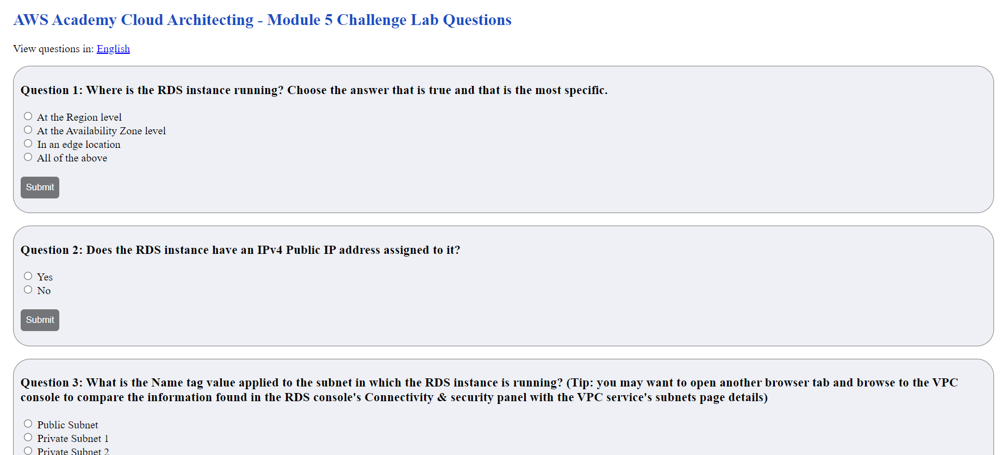 AWS Academy Cloud Architecting - Module 5 Challenge Lab Questions
View questions in: English
Question 1: Where is the RDS instance running? Choose the answer that is true and that is the most specific.
At the Region level
At the Availability Zone level
In an edge location
All of the above
Submit
Question 2: Does the RDS instance have an IPv4 Public IP address assigned to it?
Yes
No
Submit
Question 3: What is the Name tag value applied to the subnet in which the RDS instance is running? (Tip: you may want to open another browser tab and browse to the VPC
console to compare the information found in the RDS console's Connectivity & security panel with the VPC service's subnets page details)
Public Subnet
Private Subnet 1
Private Subnet 2